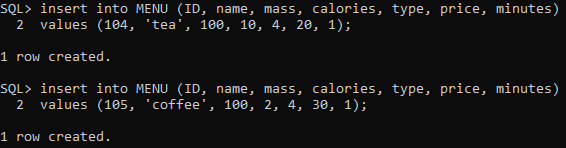 SQL> insert into MENU (ID, name, mass, calories, type, price, minutes)
  2  values (104, 'tea', 100, 10, 4, 20, 1);
1 row created.
SQL> insert into MENU (ID, name, mass, calories, type, price, minutes)
  2  values (105, 'coffee', 100, 2, 4, 30, 1);
1 row created.